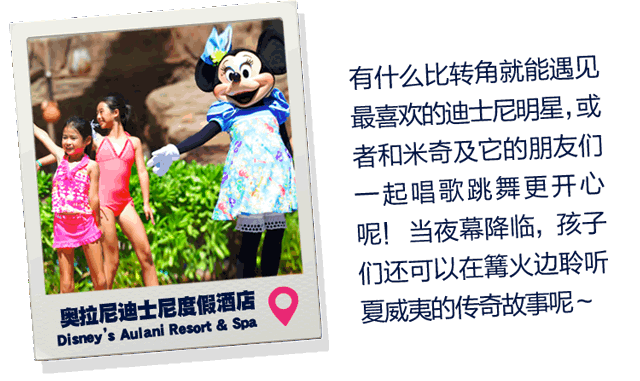 奥拉尼迪士尼度假酒店
Disney's Aulani Resort & Spa
有什么比转角就能遇见
最喜欢的迪士尼明星，或
者和米奇及它的朋友们
一起唱歌跳舞更开心
呢！当夜幕降临，孩子
们还可以在篝火边聆听
夏威夷的传奇故事呢~